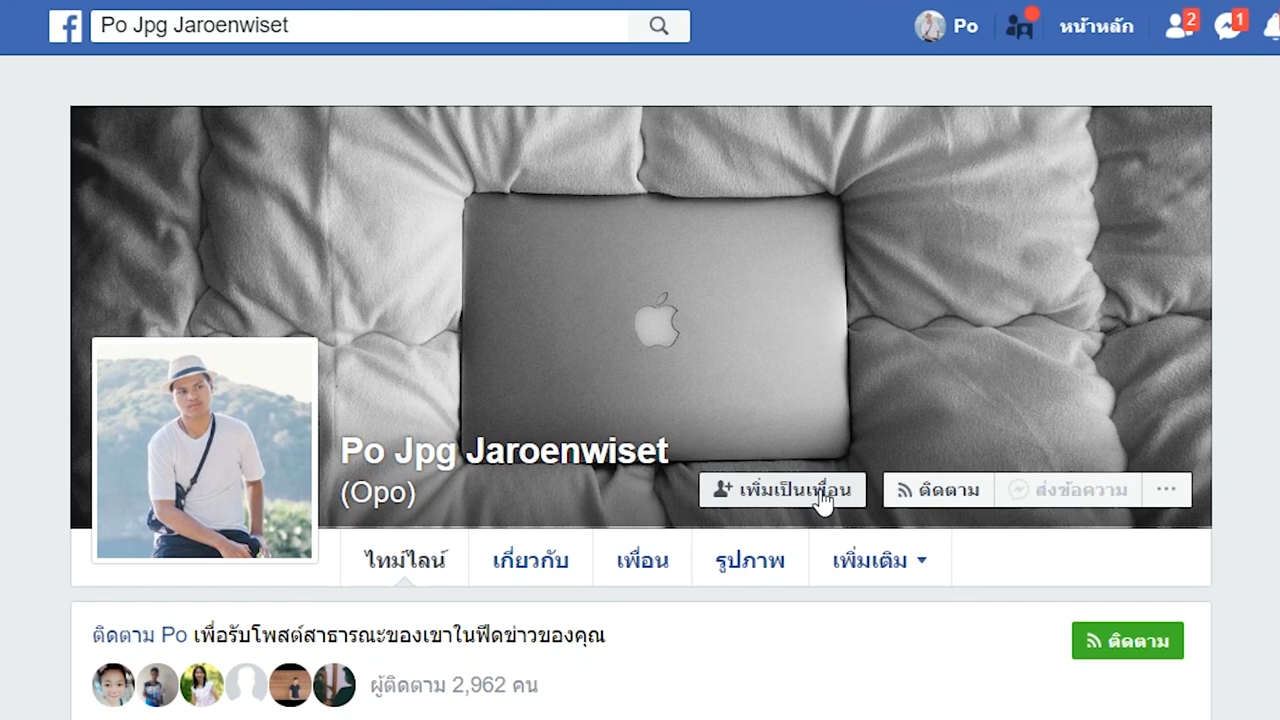 Po Jpg Jaroenwiset
Po
หน้าหลัก
2
1
Po Jpg Jaroenwiset
(Opo)
เพิ่มเป็นเพื่อน
ติดตาม
ส่งข้อความ
ไทม์ไลน์
เกี่ยวกับ
เพื่อน
รูปภาพ
เพิ่มเติม
ติดตาม Po เพื่อรับโพสต์สาธารณะของเขาในฟีดข่าวของคุณ
ติดตาม
ผู้ติดตาม 2,962 คน